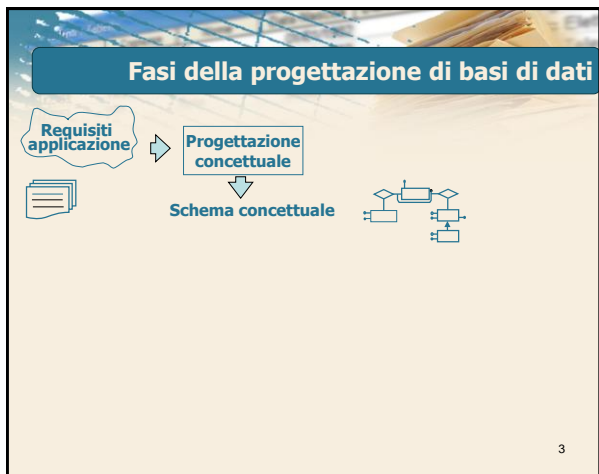 Fasi della progettazione di basi di dati
Requisiti
applicazione
Progettazione
concettuale
Schema concettuale
3